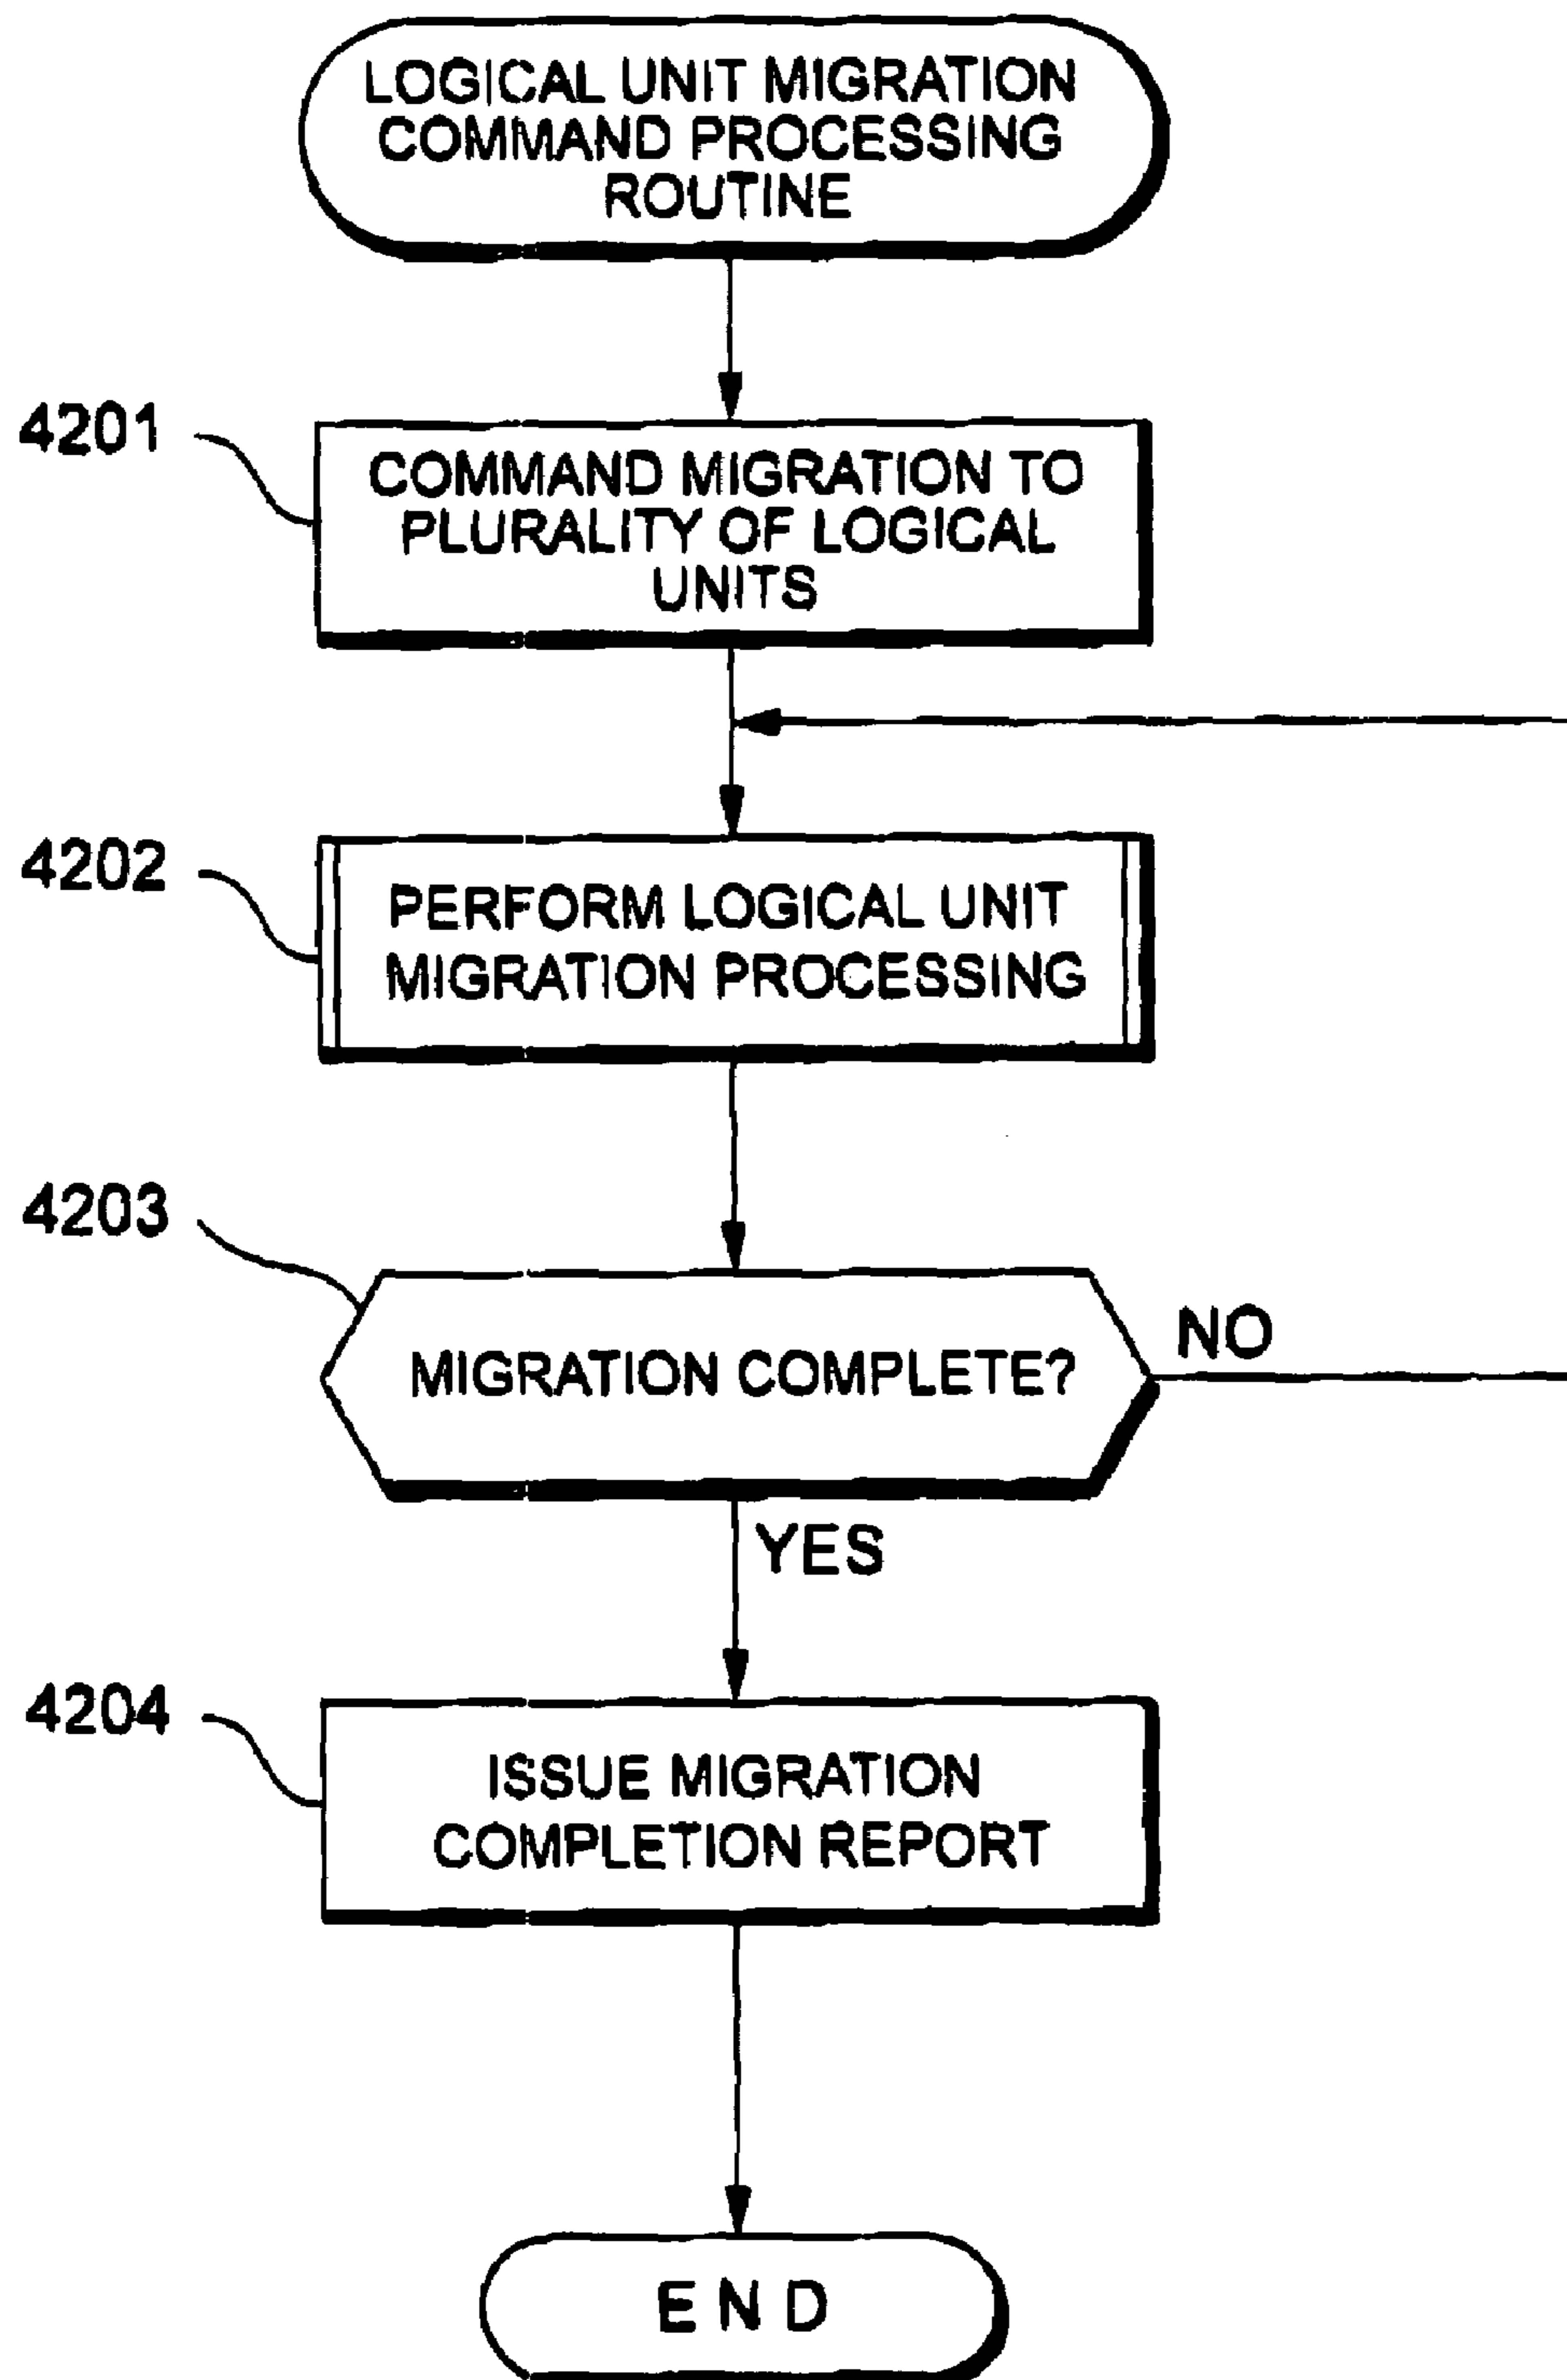 LOGICAL UNIT MIGRATION
COMMAND PROCESSING
ROUTINE
4201
COMMAND MIGRATION TO
PLURALITY OF LOGICAL
UNITS
4202
PERFORM LOGICAL UNIT
MIGRATION PROCESSING
4203
MIGRATION COMPLETE?
NO
YES
4204
ISSUE MIGRATION
COMPLETION REPORT
END